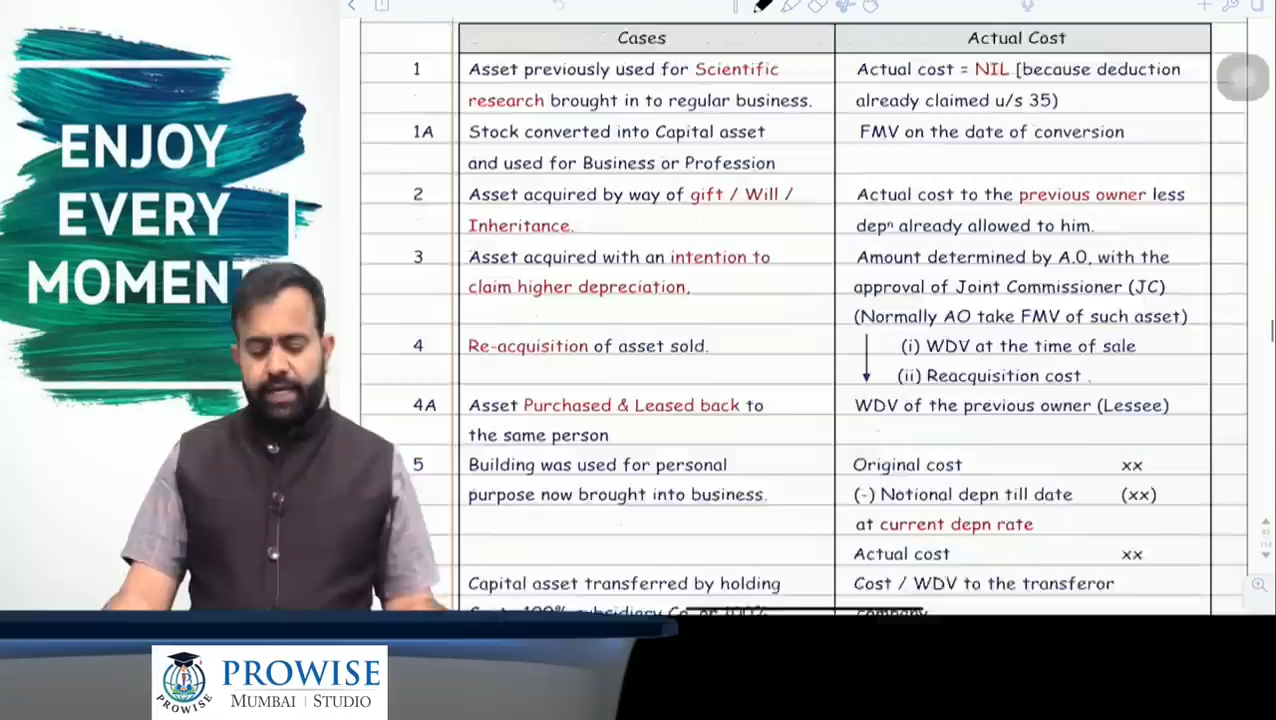 ENJOY
EVERY
MOMENT
Cases Actual Cost
1 Asset previously used for Scientific Actual cost = NIL [because deduction
research brought in to regular business. already claimed u/s 35)
1A Stock converted into Capital asset FMV on the date of conversion
and used for Business or Profession
2 Asset acquired by way of gift / Will / Actual cost to the previous owner less
Inheritance. depⁿ already allowed to him.
3 Asset acquired with an intention to Amount determined by A.O, with the
claim higher depreciation, approval of Joint Commissioner (JC)
(Normally AO take FMV of such asset)
4 Re-acquisition of asset sold. (i) WDV at the time of sale
(ii) Reacquisition cost .
4A Asset Purchased & Leased back to WDV of the previous owner (Lessee)
the same person
5 Building was used for personal Original cost xx
purpose now brought into business. (-) Notional depn till date (xx)
at current depn rate
Actual cost xx
Capital asset transferred by holding Cost / WDV to the transferor
100% subsidiary Co. or 100% company
PROWISE
PROWISE
MUMBAI | STUDIO